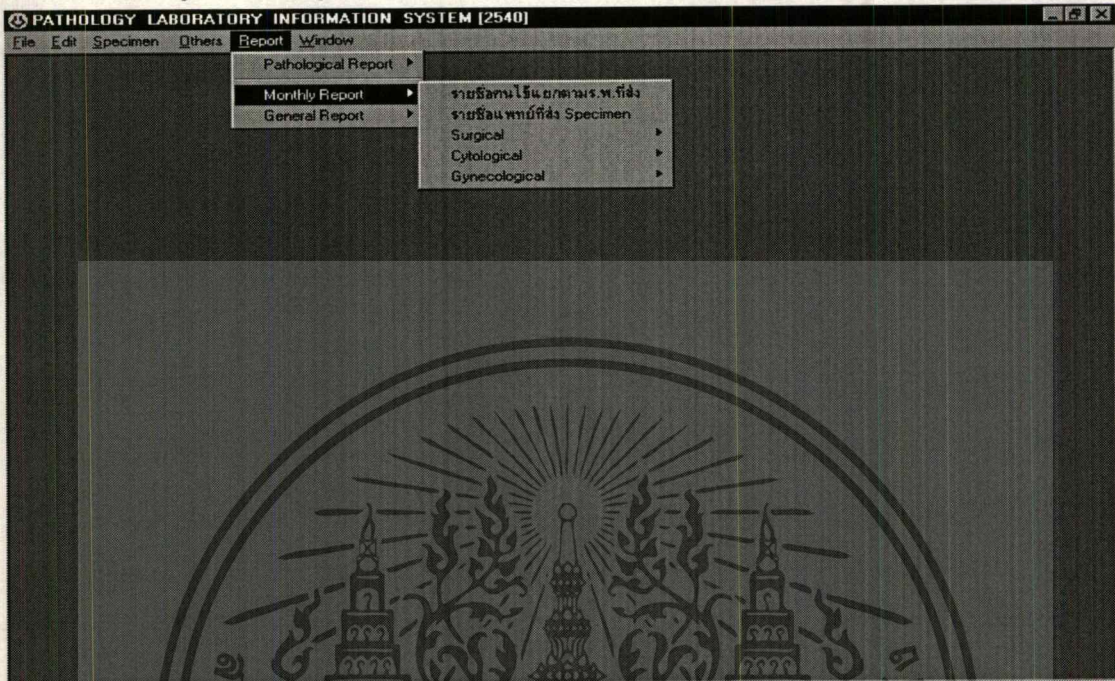 PATHOLOGY LABORATORY INFORMATION SYSTEM [2540]
File Edit Specimen Others Report Window
Pathological Report
Monthly Report
General Report
รายชื่อคนไข้แยกตามร.พ.ที่ส่ง
รายชื่อแพทย์ที่ส่ง Specimen
Surgical
Cytological
Gynecological